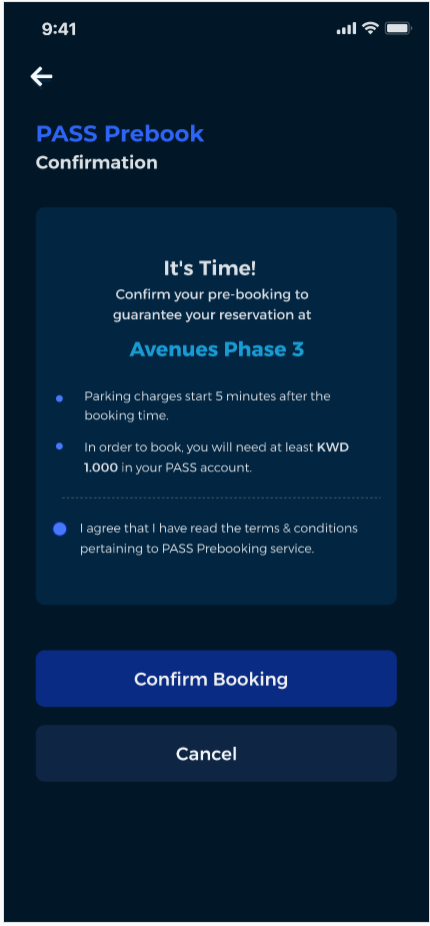 9:41
PASS Prebook
Confirmation
It's Time!
Confirm your pre-booking to
guarantee your reservation at
Avenues Phase 3
Parking charges start 5 minutes after the
booking time.
In order to book, you will need at least KWD
1.000 in your PASS account.
I agree that I have read the terms & conditions
pertaining to PASS Prebooking service.
Confirm Booking
Cancel